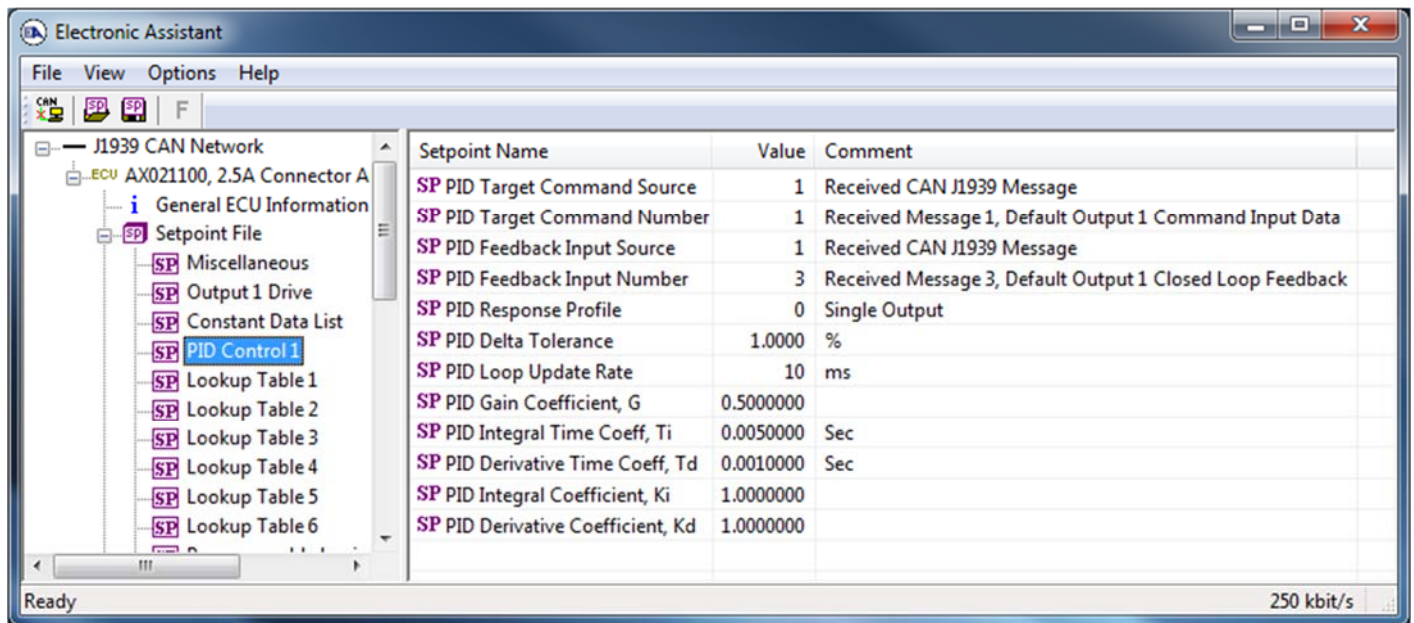 Electronic Assistant
File View Options Help
CAN SP SP F
J1939 CAN Network
ECU AX021100, 2.5A Connector A
i General ECU Information
SP Setpoint File
SP Miscellaneous
SP Output 1 Drive
SP Constant Data List
SP PID Control 1
SP Lookup Table 1
SP Lookup Table 2
SP Lookup Table 3
SP Lookup Table 4
SP Lookup Table 5
SP Lookup Table 6
Setpoint Name Value Comment
SP PID Target Command Source 1 Received CAN J1939 Message
SP PID Target Command Number 1 Received Message 1, Default Output 1 Command Input Data
SP PID Feedback Input Source 1 Received CAN J1939 Message
SP PID Feedback Input Number 3 Received Message 3, Default Output 1 Closed Loop Feedback
SP PID Response Profile 0 Single Output
SP PID Delta Tolerance 1.0000 %
SP PID Loop Update Rate 10 ms
SP PID Gain Coefficient, G 0.5000000
SP PID Integral Time Coeff, Ti 0.0050000 Sec
SP PID Derivative Time Coeff, Td 0.0010000 Sec
SP PID Integral Coefficient, Ki 1.0000000
SP PID Derivative Coefficient, Kd 1.0000000
Ready 250 kbit/s